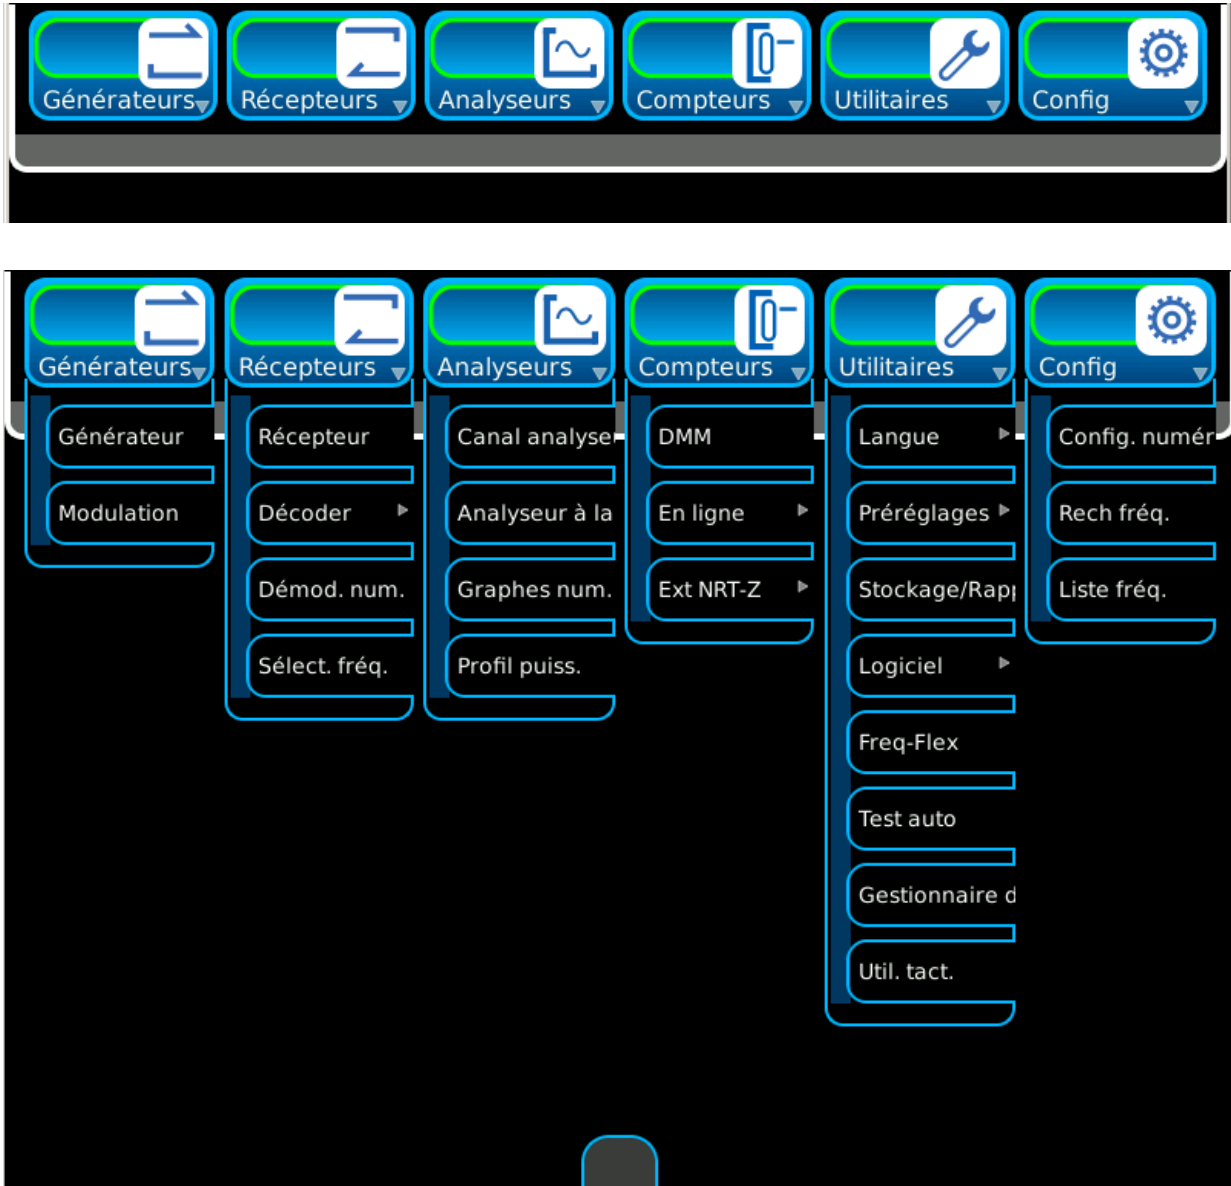 Générateurs Récepteurs Analyseurs Compteurs Utilitaires Config
Générateurs Récepteurs Analyseurs Compteurs Utilitaires Config
Générateur Récepteur Canal analyse DMM Langue Config. numér
Modulation Décoder Analyseur à la En ligne Préréglages Rech fréq.
Démod. num. Graphes num. Ext NRT-Z Stockage/Rapp Liste fréq.
Sélect. fréq. Profil puiss. Logiciel
Freq-Flex
Test auto
Gestionnaire d
Util. tact.